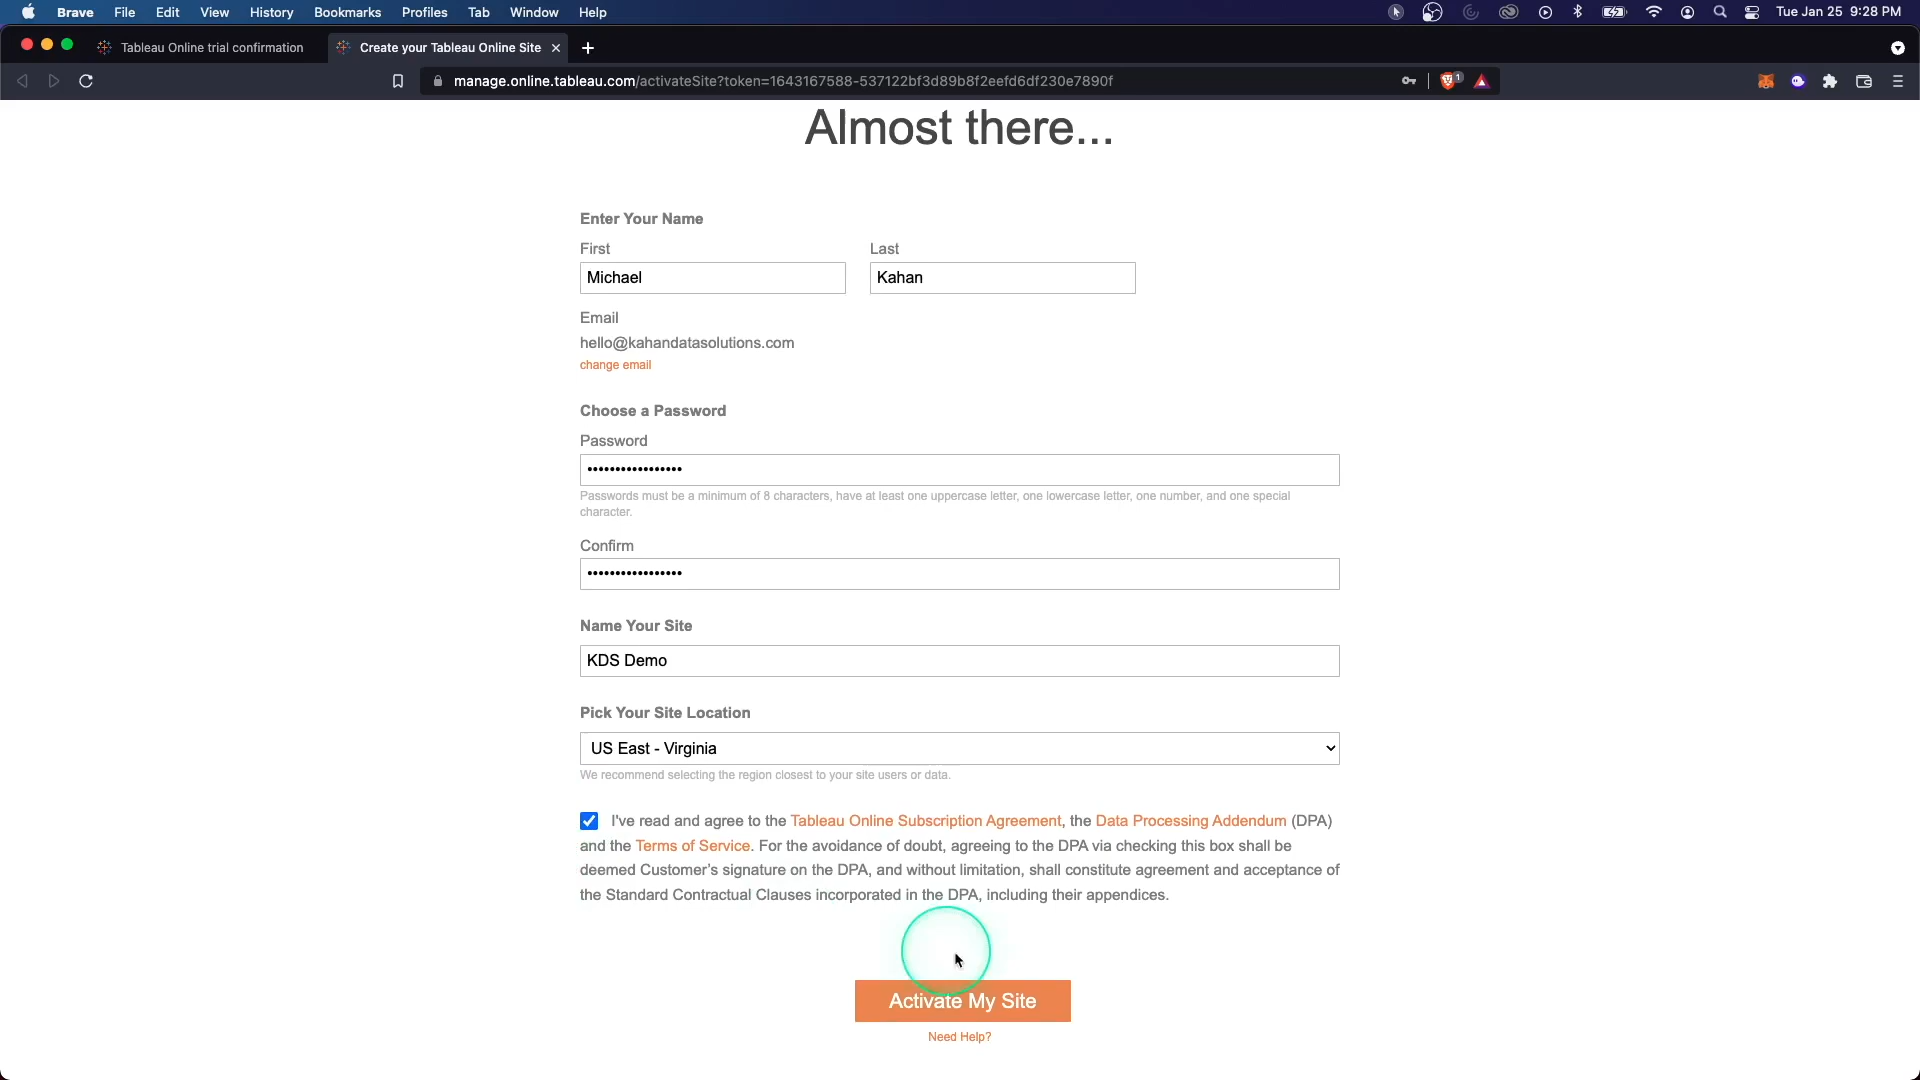 Brave File Edit View History Bookmarks Profiles Tab Window Help Tue Jan 25 9:28 PM
Tableau Online trial confirmation Create your Tableau Online Site
manage.online.tableau.com/activateSite?token=1643167588-537122bf3d89b8f2eefd6df230e7890f 1
Almost there...
Enter Your Name
First Last
Michael Kahan
Email
hello@kahandatasolutions.com
change email
Choose a Password
Password
•••••••••••••••••
Passwords must be a minimum of 8 characters, have at least one uppercase letter, one lowercase letter, one number, and one special
character.
Confirm
•••••••••••••••••
Name Your Site
KDS Demo
Pick Your Site Location
US East - Virginia
We recommend selecting the region closest to your site users or data.
I've read and agree to the Tableau Online Subscription Agreement, the Data Processing Addendum (DPA)
and the Terms of Service. For the avoidance of doubt, agreeing to the DPA via checking this box shall be
deemed Customer’s signature on the DPA, and without limitation, shall constitute agreement and acceptance of
the Standard Contractual Clauses incorporated in the DPA, including their appendices.
Activate My Site
Need Help?